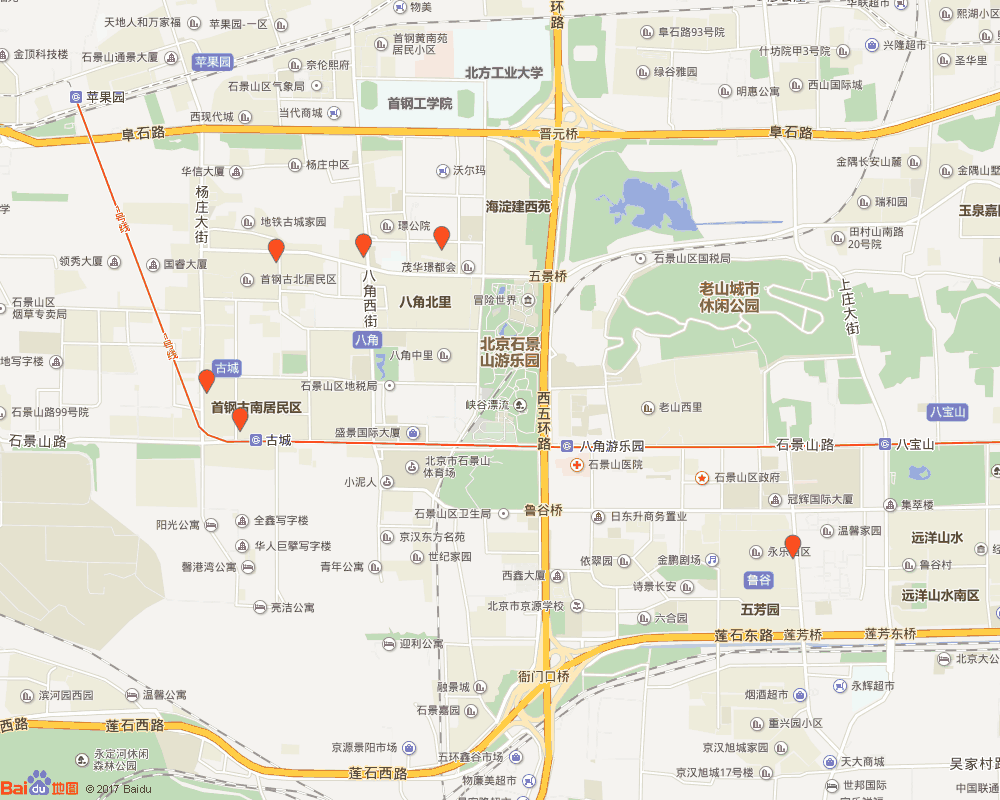 物美
环路
华联超市
熙湖小区
天地人和万家福
苹果园-一区
首钢黄南苑
居民小区
阜石路93号院
兴隆超市
金顶科技楼
石景山通景大厦
苹果园
什坊院甲3号院
圣华里
奈伦熙府
北方工业大学
绿谷雅园
石景山区气象局
明惠公寓
西山国际城
苹果园
首钢工学院
西现代城
当代商城
阜石路
晋元桥
阜石路
杨庄中区
金隅长安山麓
华信大厦
沃尔玛
金隅山墅
杨庄大街
海淀建西苑
瑞和园
玉泉嘉园
1号线
地铁古城家园
璟公院
田村山南路
20号院
领秀大厦
国睿大厦
茂华璟都会
石景山区国税局
首钢古北居民区
八角西街
五景桥
上庄大街
石景山区
烟草专卖局
八角北里
冒险世界
老山城市
休闲公园
1号线
八角
北京石景
山游乐园
地写字楼
古城
八角中里
石景山区地税局
西五环路
石景山路99号院
首钢古南居民区
峡谷漂流
老山西里
八宝山
石景山路
古城
盛景国际大厦
八角游乐园
石景山路
八宝山
北京市石景山
体育场
石景山医院
小泥人
石景山区政府
冠辉国际大厦
集萃楼
石景山区卫生局
鲁谷桥
阳光公寓
全鑫写字楼
日东升商务置业
温馨家园
华人巨擘写字楼
京汉东方名苑
远洋山水
馨港湾公寓
青年公寓
世纪家园
依翠园
金鹏剧场
永乐西区
鲁谷村
西鑫大厦
诗景长安
鲁谷
亮洁公寓
北京市京源学校
六合园
五芳园
远洋山水南区
莲石东路
莲芳桥
莲芳东桥
迎利公寓
北京大公
衙门口桥
滨河园西园
温馨公寓
融景城
烟酒超市
永辉超市
石景嘉园
西路
莲石西路
重兴园小区
京源景阳市场
京汉旭城家园
永定河休闲
森林公园
五环鑫谷市场
天大商城
吴家村路
莲石西路
京汉旭城17号楼
物廉美超市
世邦国际
中国联通
Bai du 地图 © 2017 Baidu